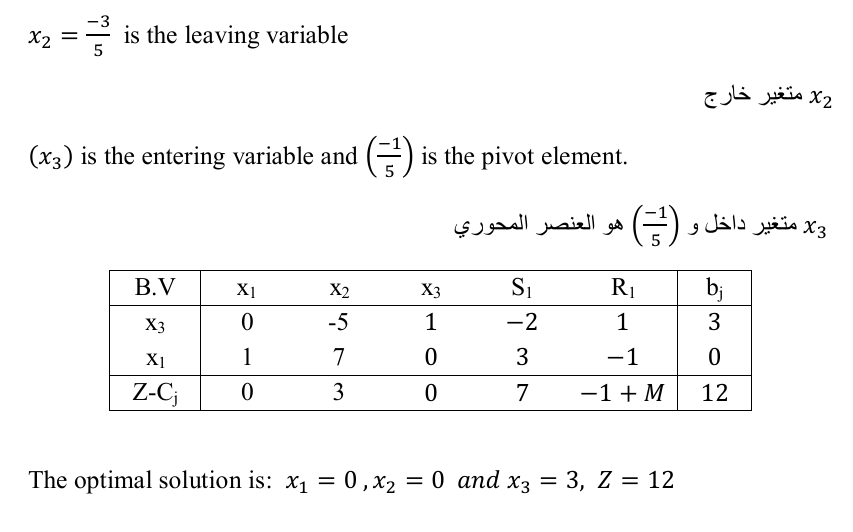 x₂ = −3/5 is the leaving variable
x₂ متغير خارج
(x₃) is the entering variable and (−1/5) is the pivot element.
x₃ متغير داخل و (−1/5) هو العنصر المحوري
B.V x₁ x₂ x₃ S₁ R₁ bⱼ
x₃ 0 -5 1 −2 1 3
x₁ 1 7 0 3 −1 0
Z-Cⱼ 0 3 0 7 −1 + M 12
The optimal solution is: x₁ = 0 , x₂ = 0 and x₃ = 3, Z = 12